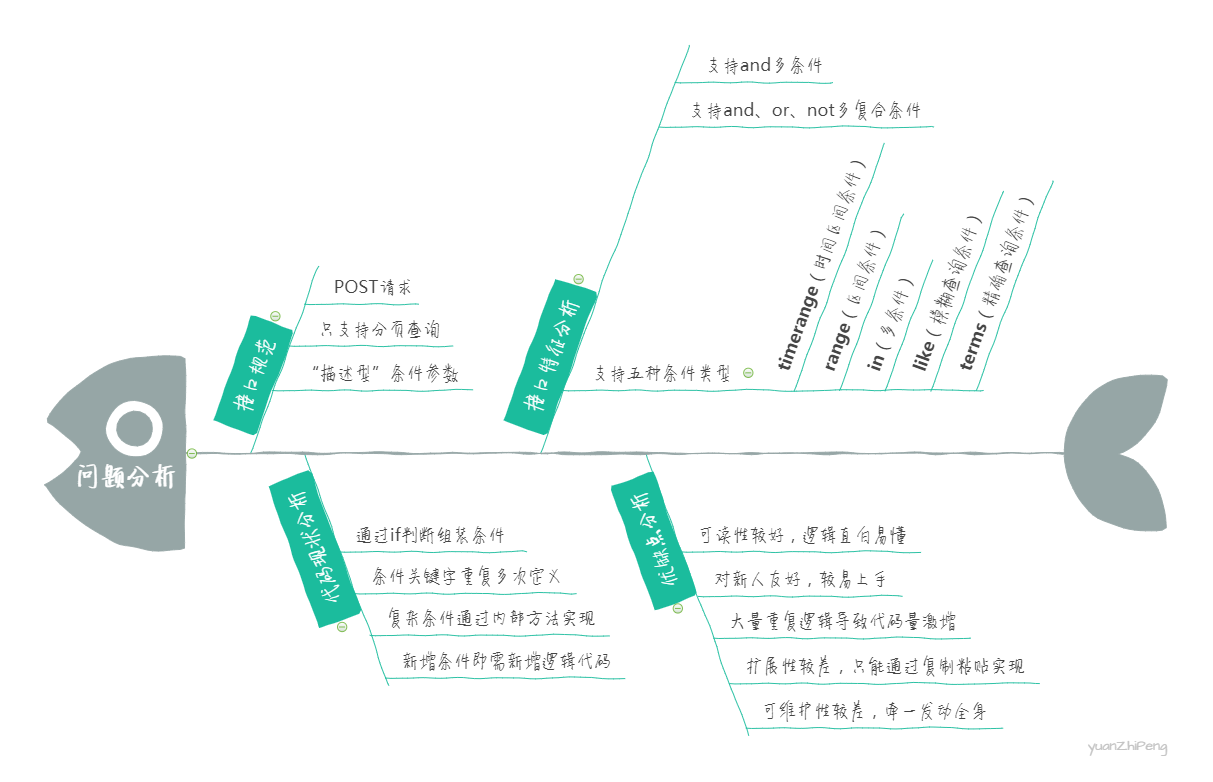 问题分析
接口规范
POST请求
只支持分页查询
“描述型”条件参数
接口特征分析
支持and多条件
支持and、or、not多复合条件
支持五种条件类型
timerange(时间区间条件)
range(区间条件)
in(多条件)
like(模糊查询条件)
terms(精确查询条件)
代码现状分析
通过if判断组装条件
条件关键字重复多次定义
复杂条件通过内部方法实现
新增条件即需新增逻辑代码
优缺点分析
可读性较好，逻辑直白易懂
对新人友好，较易上手
大量重复逻辑导致代码量激增
扩展性较差，只能通过复制粘贴实现
可维护性较差，牵一发动全身
yuanZhiPeng